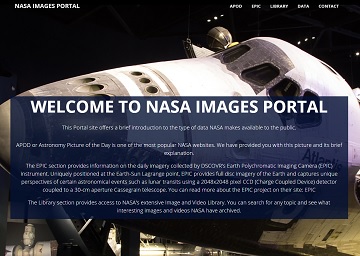 NASA IMAGES PORTAL
APOD EPIC LIBRARY DATA CONTACT
WELCOME TO NASA IMAGES PORTAL
This Portal site offers a brief introduction to the type of data NASA makes available to the public.
APOD or Astronomy Picture of the Day is one of the most popular NASA websites. We have provided you with this picture and its brief
explanation.
The EPIC section provides information on the daily imagery collected by DSCOVR's Earth Polychromatic Imaging Camera (EPIC)
Instrument. Uniquely positioned at the Earth-Sun Lagrange point, EPIC provides full disc imagery of the Earth and captures unique
perspectives of certain astronomical events such as lunar transits using a 2048x2048 pixel CCD (Charge Coupled Device) detector
coupled to a 30-cm aperture Cassegrain telescope. You can read more about the EPIC project on their site: EPIC
The Library section provides access to NASA's extensive Image and Video Library. You can search for any topic and see what
interesting images and videos NASA have archived.